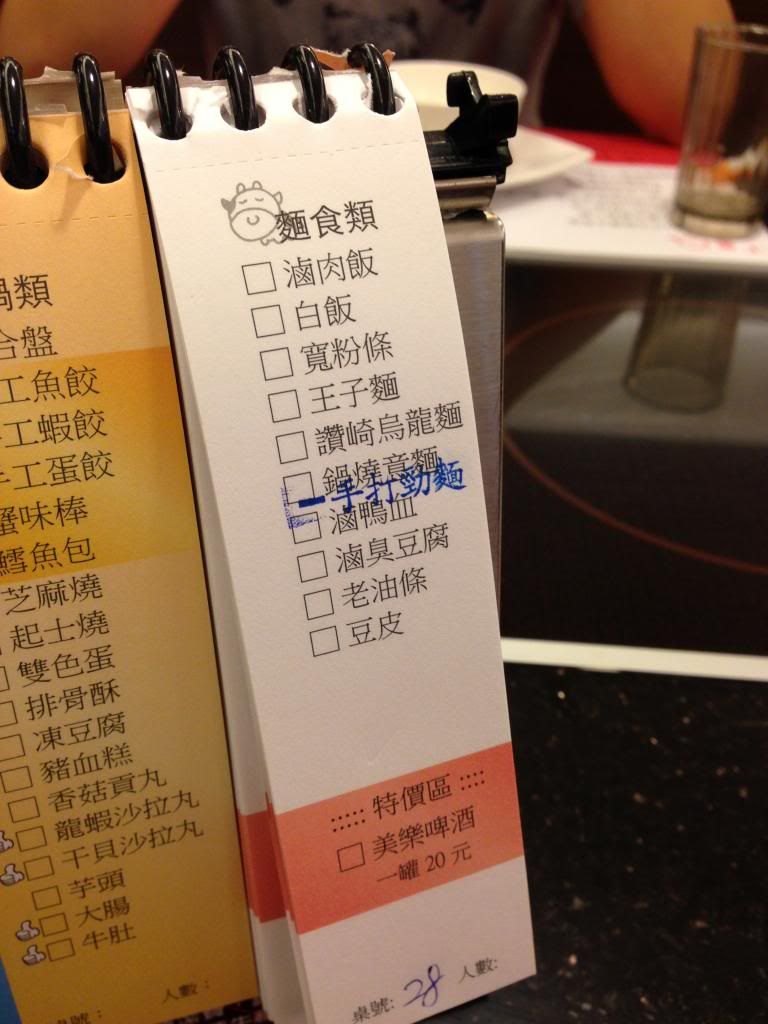 鍋類
合盤
工魚餃
手工蝦餃
手工蛋餃
蟹味棒
鱈魚包
芝麻燒
起士燒
雙色蛋
排骨酥
凍豆腐
豬血糕
香菇貢丸
龍蝦沙拉丸
干貝沙拉丸
芋頭
大腸
牛肚
桌號: 人數:
麵食類
滷肉飯
白飯
寬粉條
王子麵
讚崎烏龍麵
鍋燒意麵
手打勁麵
滷鴨血
滷臭豆腐
老油條
豆皮
::::: 特價區 :::::
美樂啤酒
一罐 20 元
桌號: 28 人數: